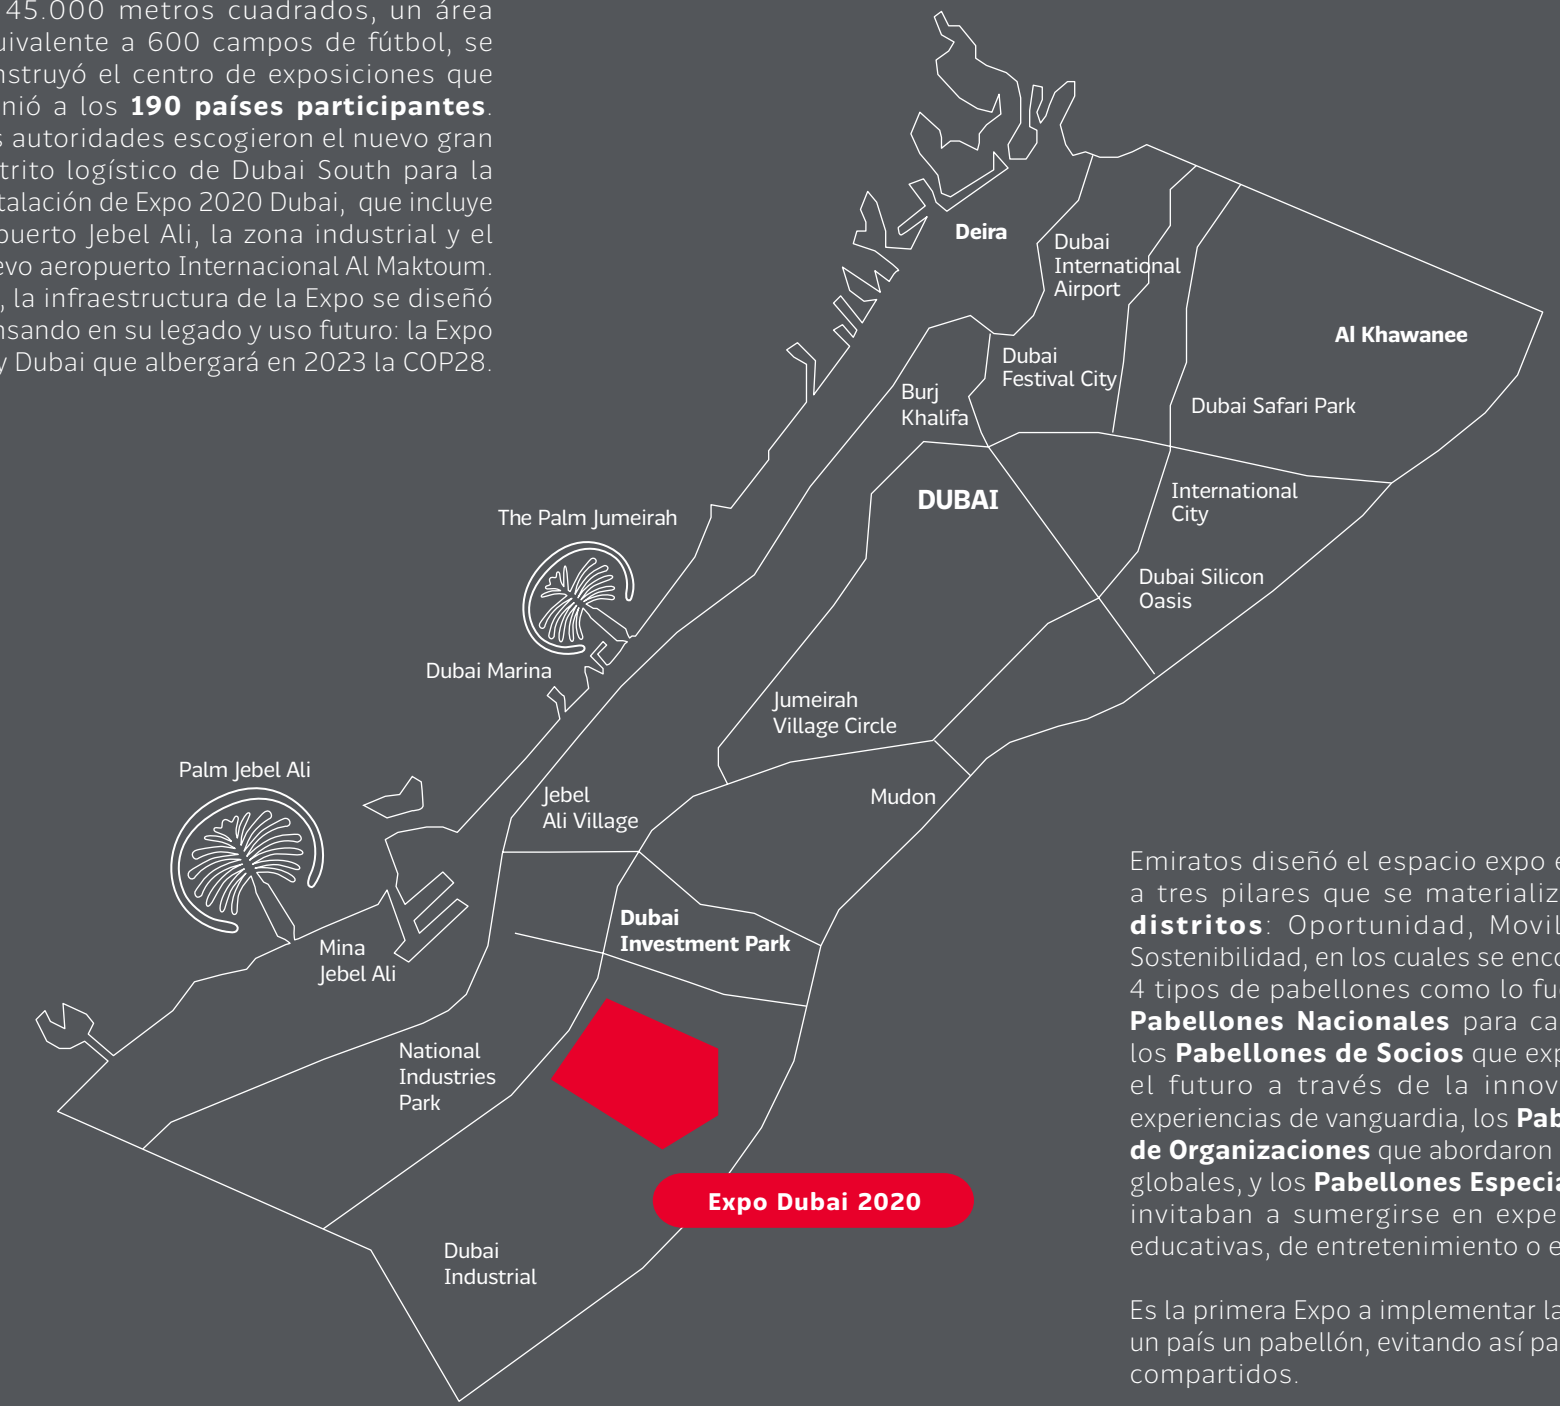 45.000 metros cuadrados, un área
uivalente a 600 campos de fútbol, se
nstruyó el centro de exposiciones que
nió a los 190 países participantes.
s autoridades escogieron el nuevo gran
trito logístico de Dubai South para la
talación de Expo 2020 Dubai, que incluye
puerto Jebel Ali, la zona industrial y el
evo aeropuerto Internacional Al Maktoum.
, la infraestructura de la Expo se diseñó
nsando en su legado y uso futuro: la Expo
y Dubai que albergará en 2023 la COP28.
Deira
Dubai
International
Airport
Al Khawanee
Dubai
Festival City
Burj
Khalifa
Dubai Safari Park
DUBAI
International
City
The Palm Jumeirah
Dubai Silicon
Oasis
Dubai Marina
Jumeirah
Village Circle
Palm Jebel Ali
Jebel
Ali Village
Mudon
Dubai
Investment Park
Mina
Jebel Ali
National
Industries
Park
Expo Dubai 2020
Dubai
Industrial
Emiratos diseñó el espacio expo e
a tres pilares que se materializ
distritos: Oportunidad, Movil
Sostenibilidad, en los cuales se enco
4 tipos de pabellones como lo fu
Pabellones Nacionales para ca
los Pabellones de Socios que exp
el futuro a través de la innov
experiencias de vanguardia, los Pab
de Organizaciones que abordaron
globales, y los Pabellones Especia
invitaban a sumergirse en expe
educativas, de entretenimiento o e
Es la primera Expo a implementar la
un país un pabellón, evitando así pa
compartidos.